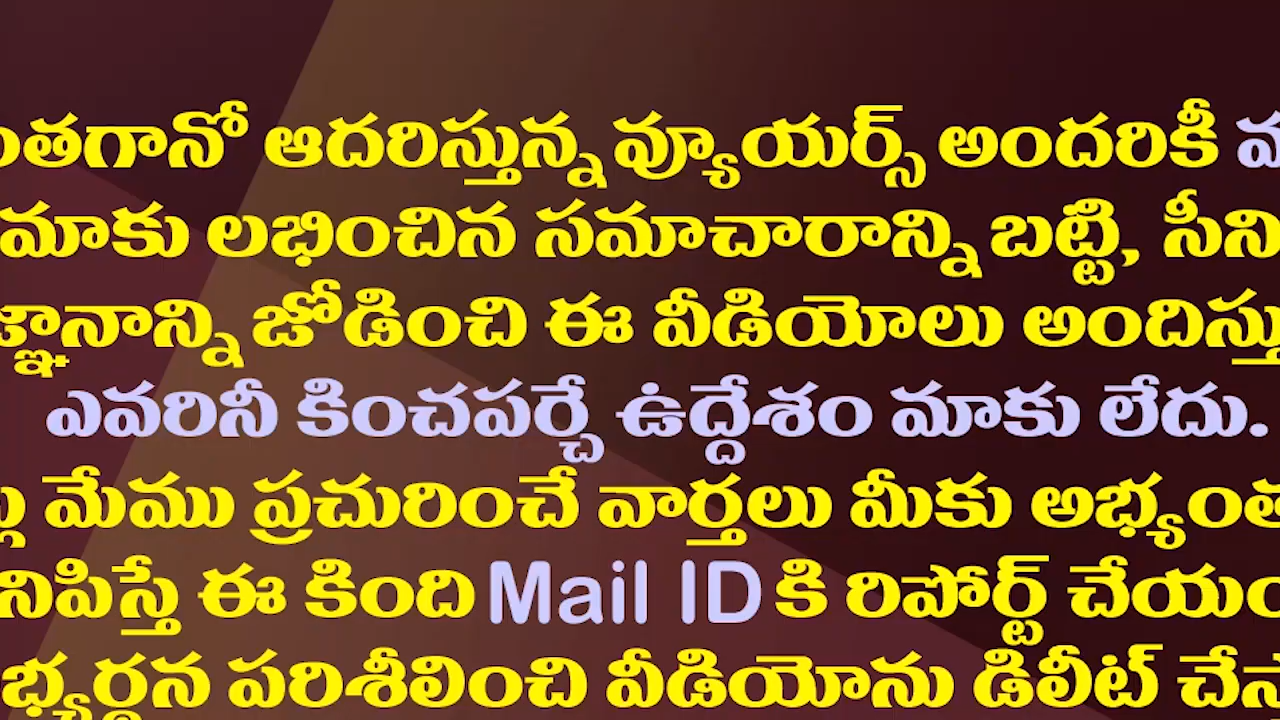 ంతగానో ఆదరిస్తున్న వ్యూయర్స్ అందరికీ
మాకు లభించిన సమాచారాన్ని బట్టి, సీని
జ్ఞానాన్ని జోడించి ఈ వీడియోలు అందిస్తు
ఎవరినీ కించపర్చే ఉద్దేశం మాకు లేదు.
మేము ప్రచురించే వార్తలు మీకు అభ్యంత
నిపిస్తే ఈ కింది Mail ID కి రిపోర్ట్ చేయం
భ్యర్థన పరిశీలించి వీడియోను డిలీట్ చేస